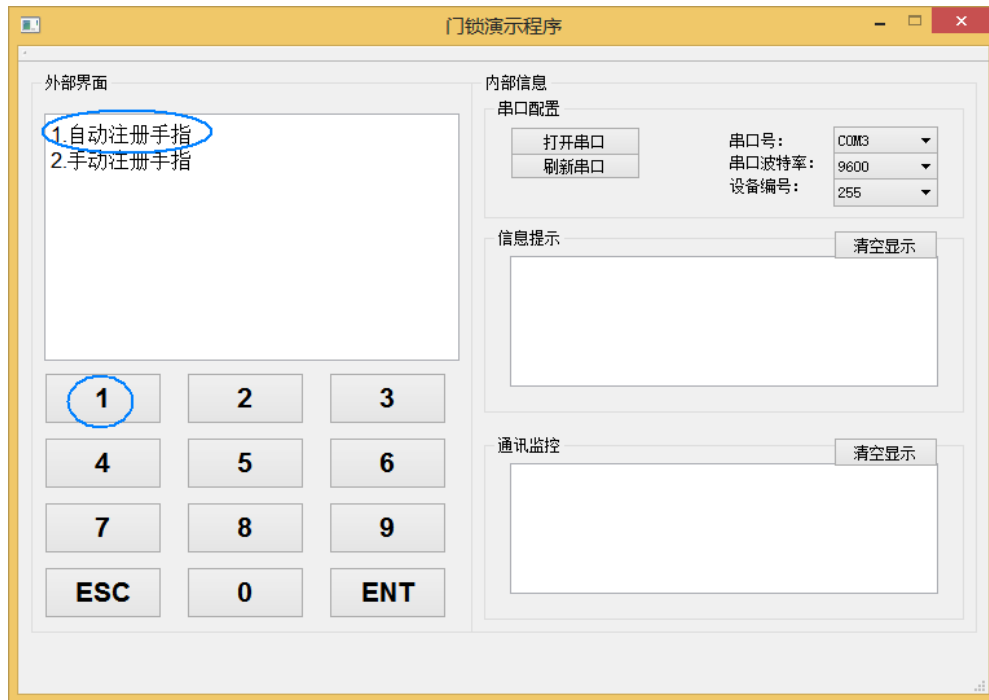 门锁演示程序
外部界面
1.自动注册手指
2.手动注册手指
1 2 3
4 5 6
7 8 9
ESC 0 ENT
内部信息
串口配置
打开串口
刷新串口
串口号: COM3
串口波特率: 9600
设备编号: 255
信息提示
清空显示
通讯监控
清空显示